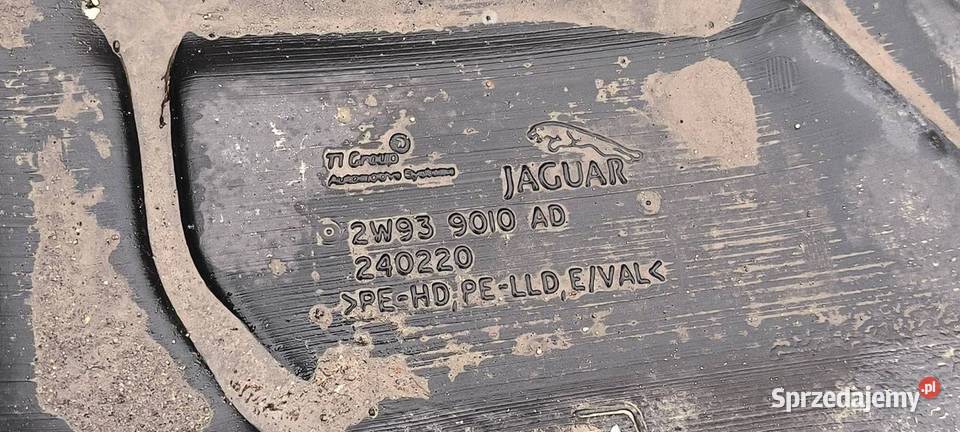 TI Group
Automotive Systems
JAGUAR
2W93 9010 AD
240220
>PE-HD,PE-LLD,E/VAL<
Sprzedajemy.pl